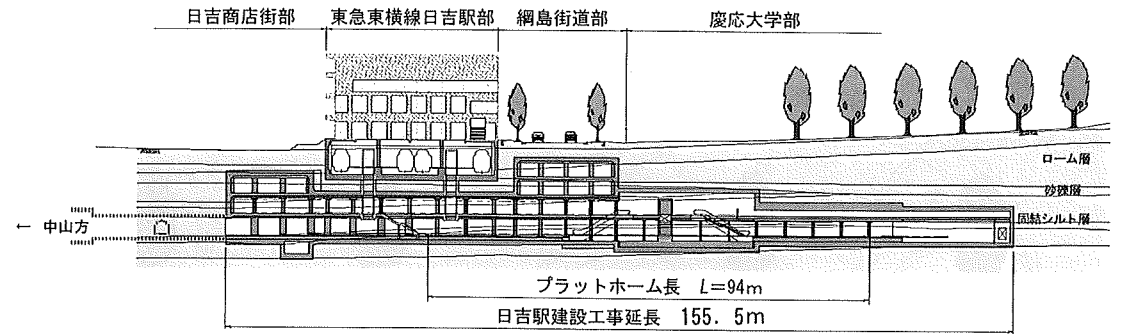 日吉商店街部 東急東横線日吉駅部 綱島街道部 慶応大学部
ローム層
砂礫層
固結シルト層
← 中山方
プラットホーム長 L=94m
日吉駅建設工事延長 155.5m